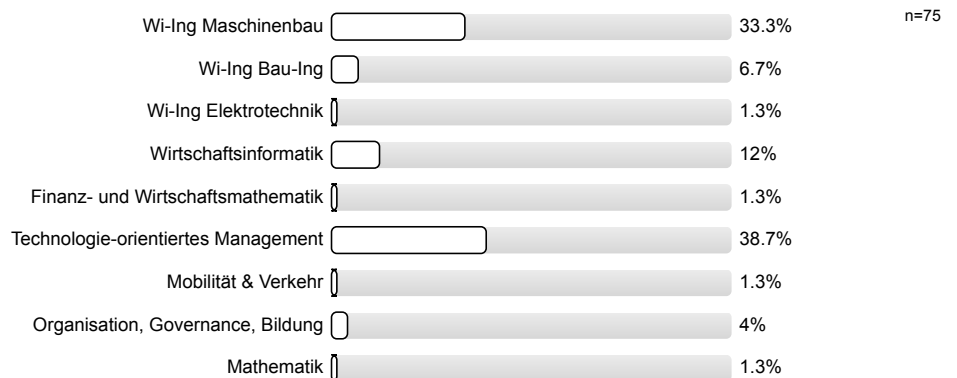 Wi-Ing Maschinenbau 33.3% n=75
Wi-Ing Bau-Ing 6.7%
Wi-Ing Elektrotechnik 1.3%
Wirtschaftsinformatik 12%
Finanz- und Wirtschaftsmathematik 1.3%
Technologie-orientiertes Management 38.7%
Mobilität & Verkehr 1.3%
Organisation, Governance, Bildung 4%
Mathematik 1.3%